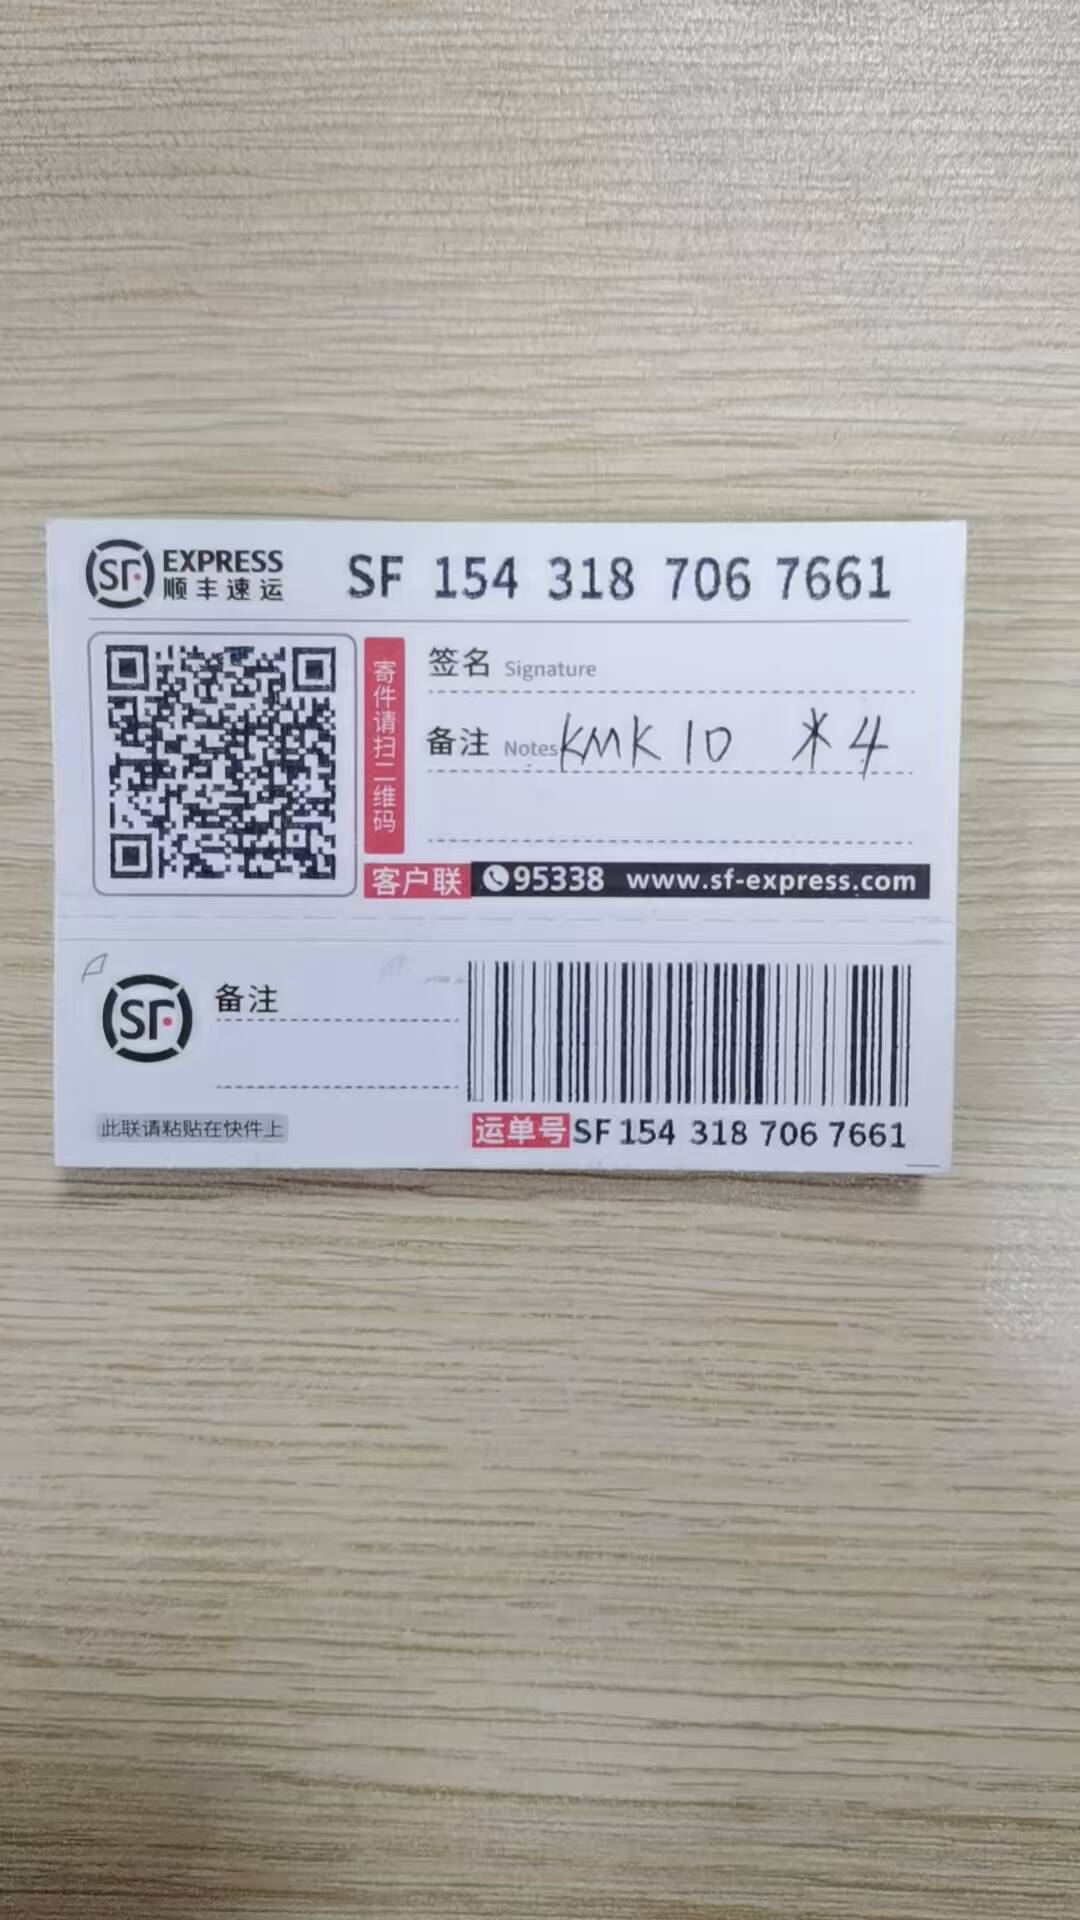 SF EXPRESS
顺丰速运
SF 154 318 706 7661
寄件请扫二维码
签名 Signature
备注 Notes KMK 10 *4
客户联 95338 www.sf-express.com
SF 备注
此联请粘贴在快件上
运单号 SF 154 318 706 7661